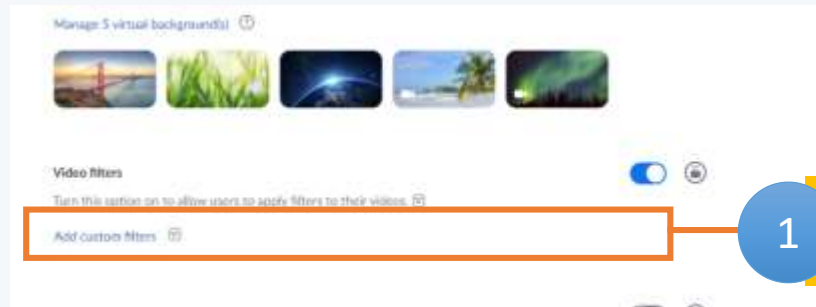 Manage 5 virtual background(s)
Video filters
Turn this option on to allow users to apply filters to their videos.
Add custom filters
1